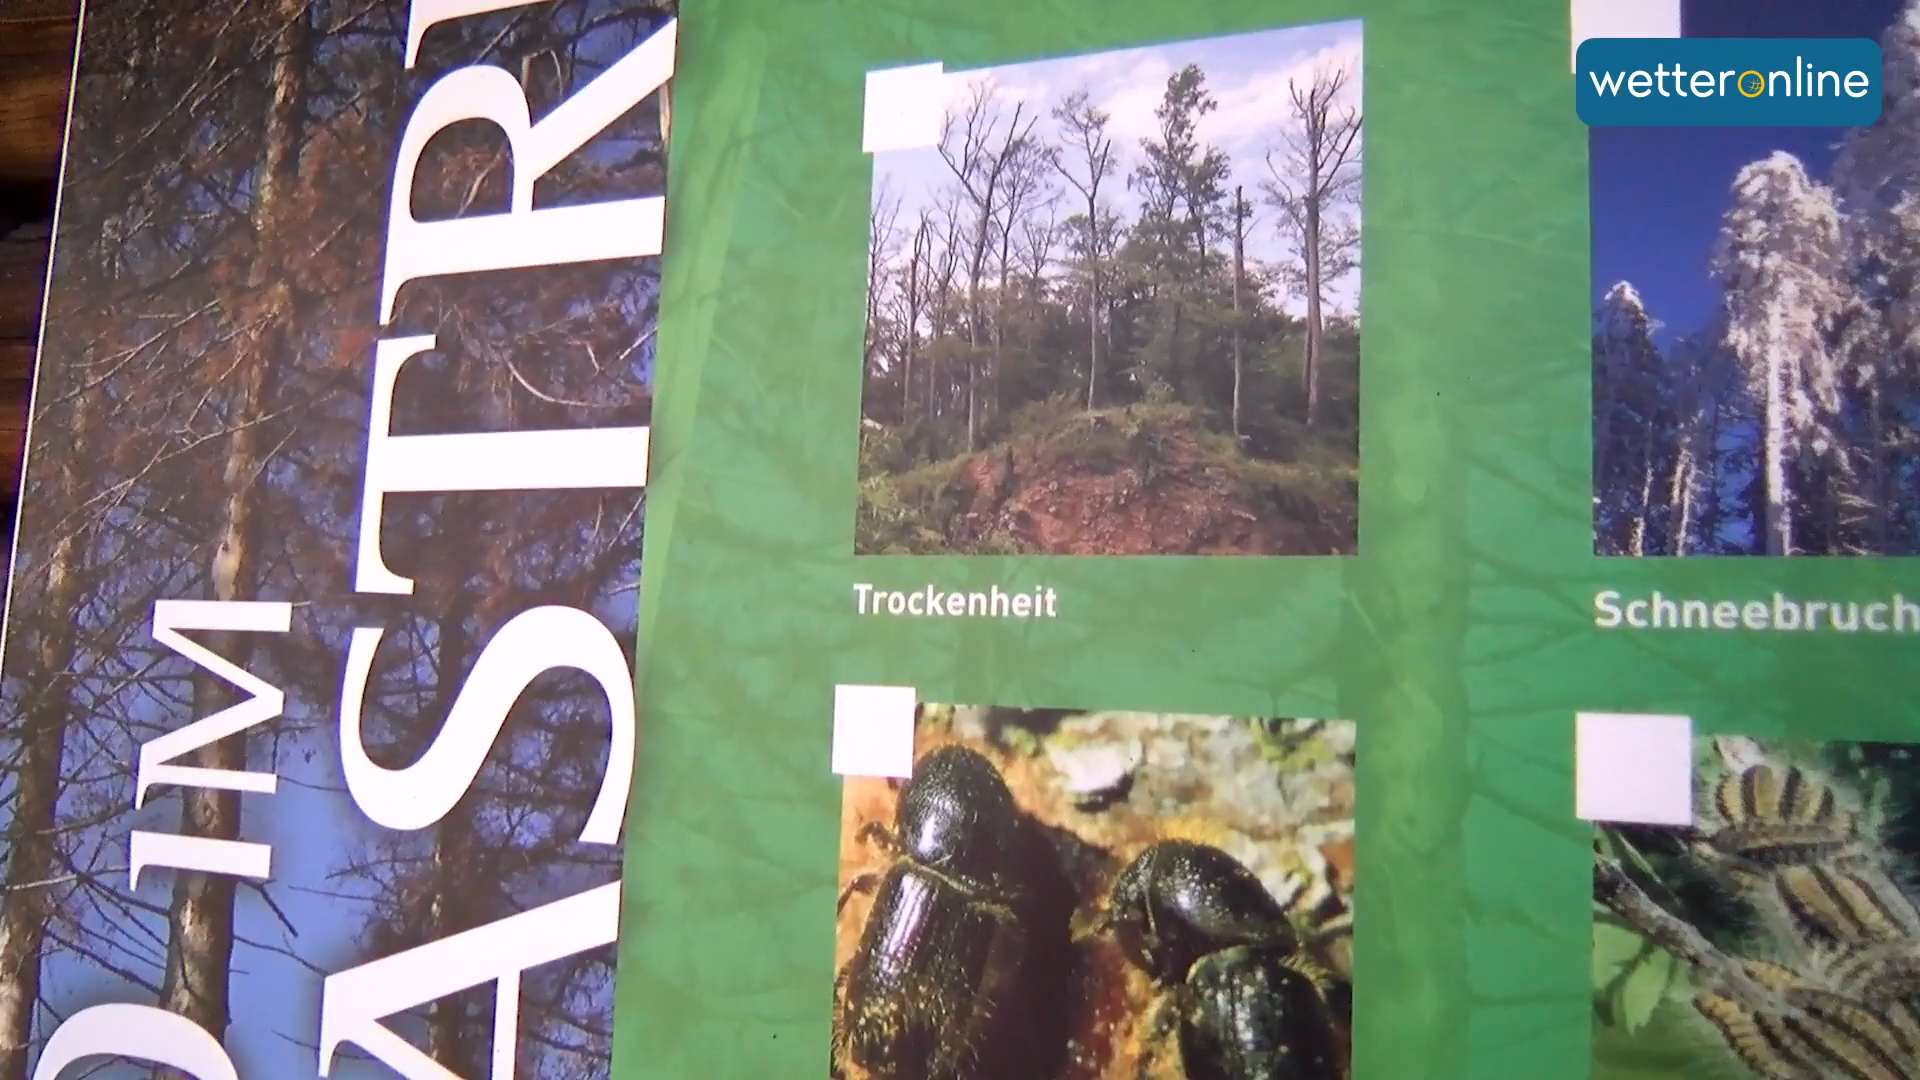 wetteronline
IM
ASTR
Trockenheit
Schneebruch